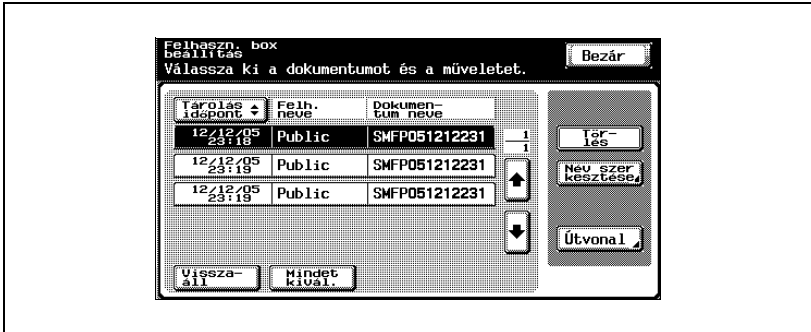 Felhaszn. box
beállítás
Válassza ki a dokumentumot és a műveletet.
Bezár
Tárolás
időpont
Felh.
neve
Dokumen-
tum neve
12/12/05
23:18
Public
SMFP051212231
1
1
Tör-
lés
12/12/05
23:19
Public
SMFP051212231
Név szer
kesztése
12/12/05
23:19
Public
SMFP051212231
Útvonal
Vissza-
áll
Mindet
kivál.